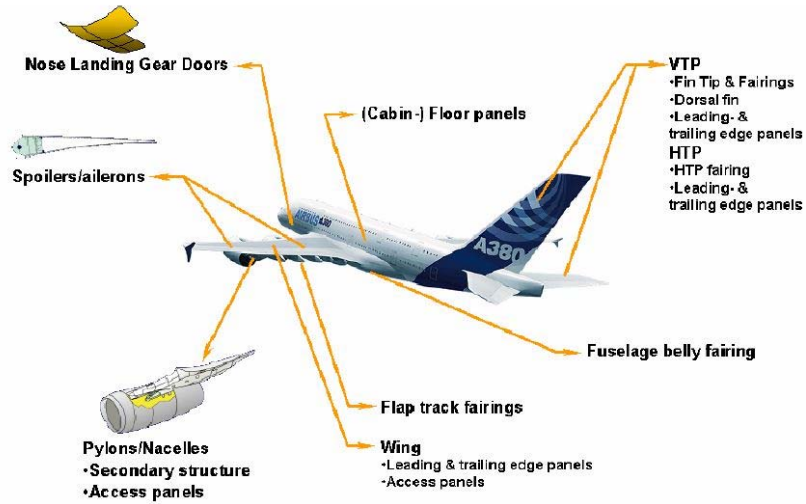 Nose Landing Gear Doors
(Cabin-) Floor panels
VTP
•Fin Tip & Fairings
•Dorsal fin
•Leading- &
trailing edge panels
HTP
•HTP fairing
•Leading- &
trailing edge panels
Spoilers/ailerons
AIRBUS A380
A380
Fuselage belly fairing
Flap track fairings
Pylons/Nacelles
•Secondary structure
•Access panels
Wing
•Leading & trailing edge panels
•Access panels